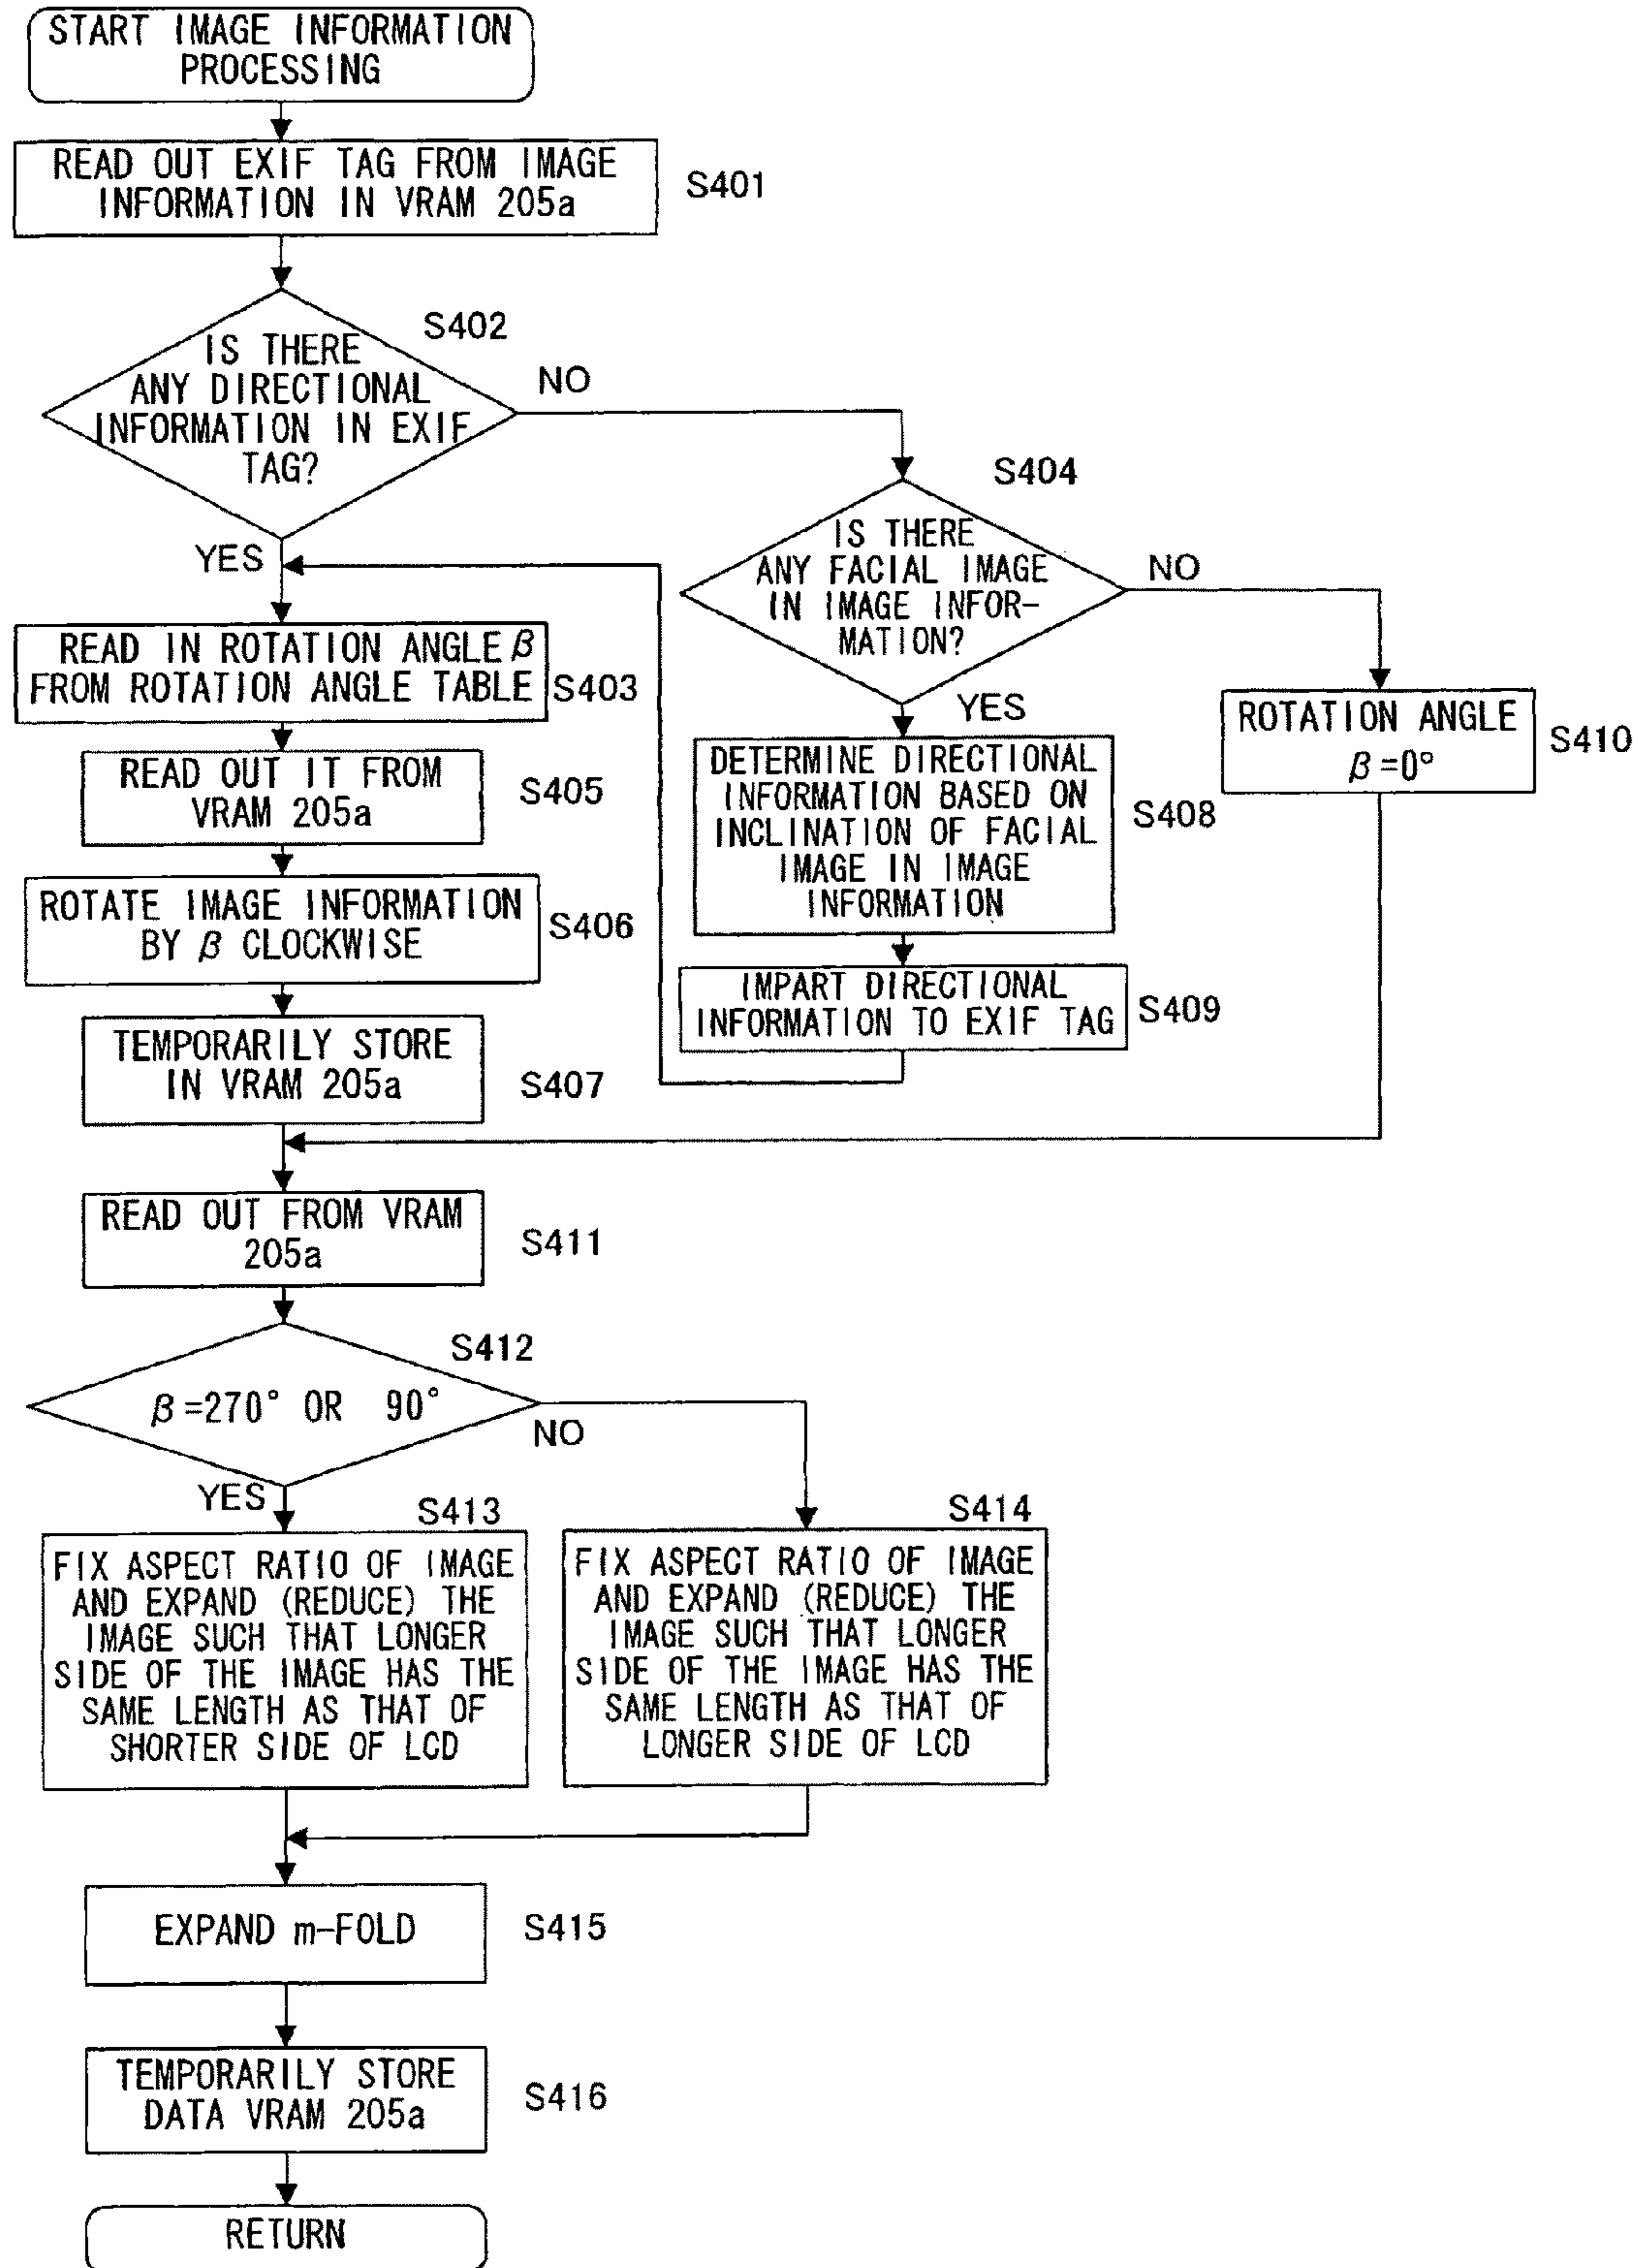 START IMAGE INFORMATION
PROCESSING
READ OUT EXIF TAG FROM IMAGE
INFORMATION IN VRAM 205a
S401
S402
IS THERE
ANY DIRECTIONAL
INFORMATION IN EXIF
TAG?
NO
YES
S404
IS THERE
ANY FACIAL IMAGE
IN IMAGE INFOR-
MATION?
NO
YES
READ IN ROTATION ANGLE β
FROM ROTATION ANGLE TABLE
S403
READ OUT IT FROM
VRAM 205a
S405
ROTATE IMAGE INFORMATION
BY β CLOCKWISE
S406
TEMPORARILY STORE
IN VRAM 205a
S407
DETERMINE DIRECTIONAL
INFORMATION BASED ON
INCLINATION OF FACIAL
IMAGE IN IMAGE
INFORMATION
S408
IMPART DIRECTIONAL
INFORMATION TO EXIF TAG
S409
ROTATION ANGLE
β=0°
S410
READ OUT FROM VRAM
205a
S411
S412
β=270° OR 90°
NO
YES
S413
FIX ASPECT RATIO OF IMAGE
AND EXPAND (REDUCE) THE
IMAGE SUCH THAT LONGER
SIDE OF THE IMAGE HAS THE
SAME LENGTH AS THAT OF
SHORTER SIDE OF LCD
S414
FIX ASPECT RATIO OF IMAGE
AND EXPAND (REDUCE) THE
IMAGE SUCH THAT LONGER
SIDE OF THE IMAGE HAS THE
SAME LENGTH AS THAT OF
LONGER SIDE OF LCD
EXPAND m-FOLD
S415
TEMPORARILY STORE
DATA VRAM 205a
S416
RETURN